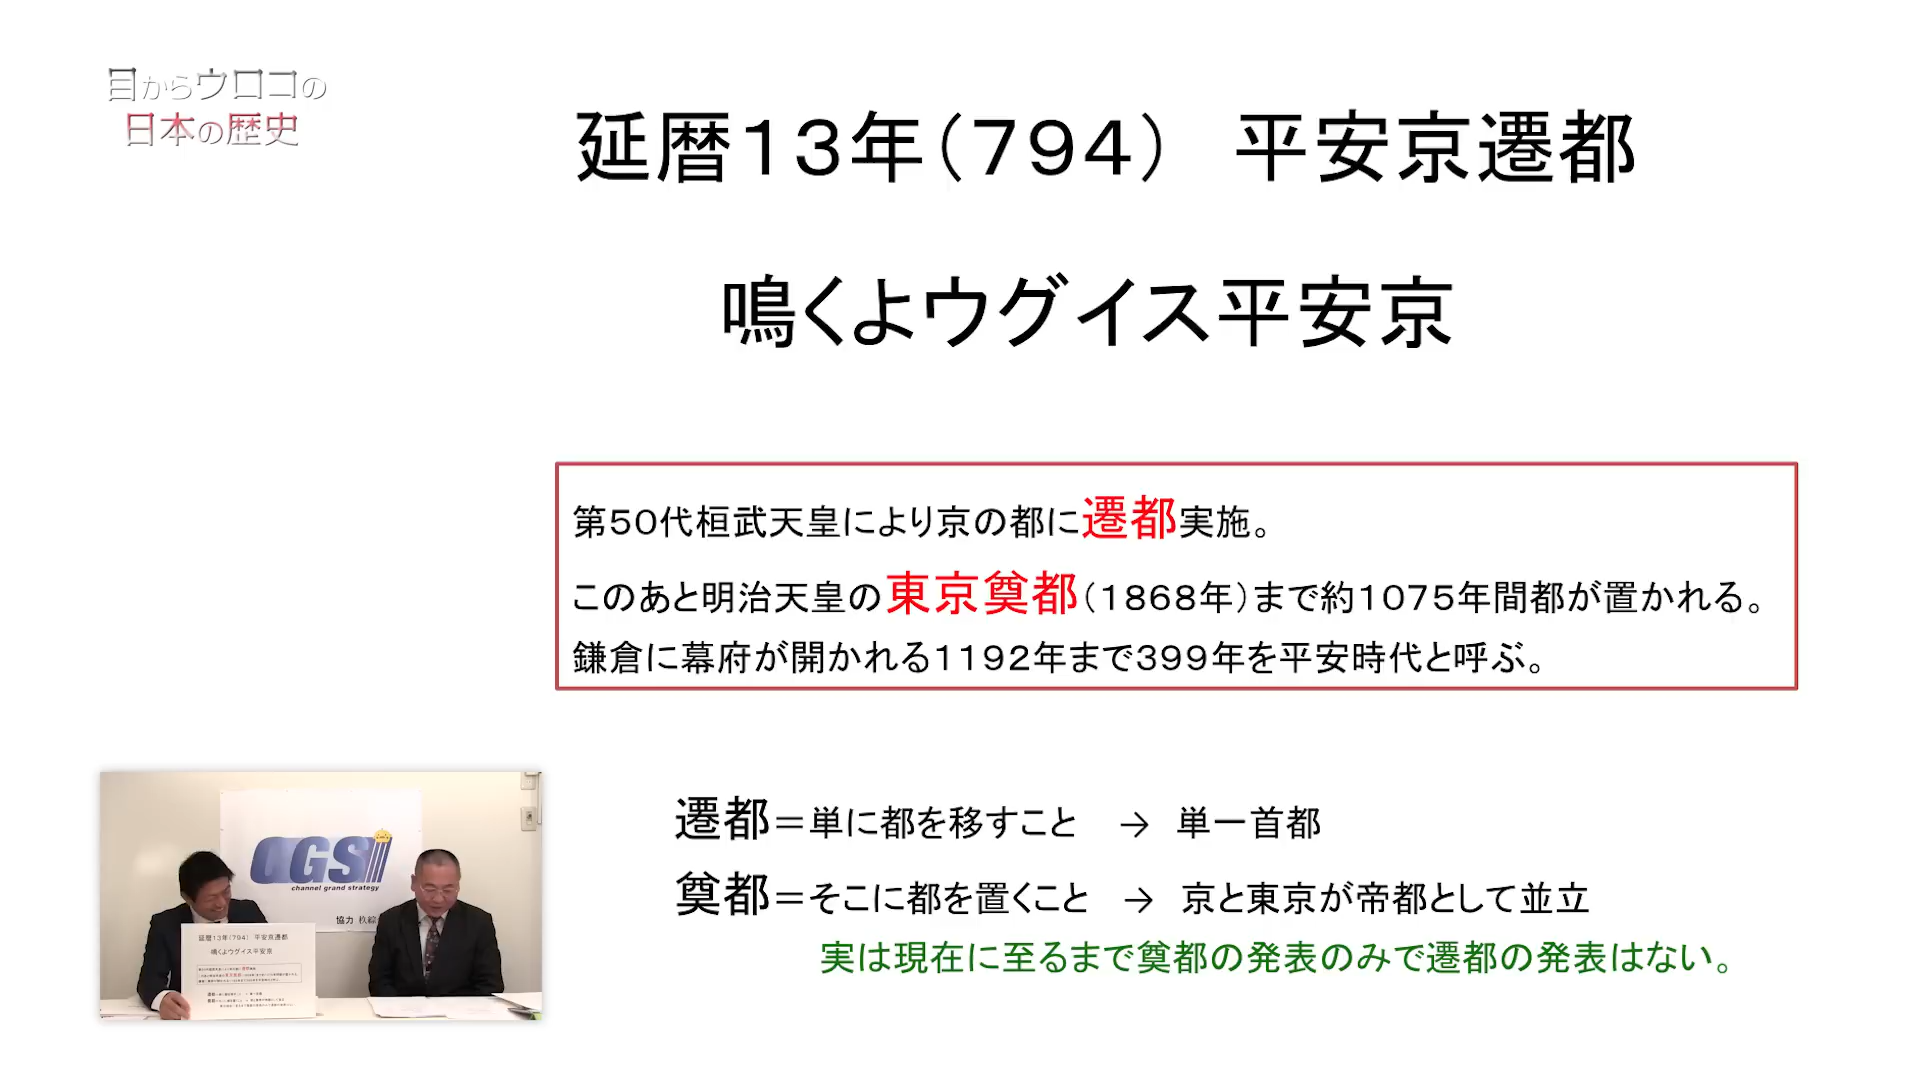 目からウロコの
日本の歴史
延暦１３年（７９４）　平安京遷都
鳴くよウグイス平安京
第５０代桓武天皇により京の都に遷都実施。
このあと明治天皇の東京奠都（１８６８年）まで約１０７５年間都が置かれる。
鎌倉に幕府が開かれる１１９２年まで３９９年を平安時代と呼ぶ。
遷都＝単に都を移すこと　→　単一首都
奠都＝そこに都を置くこと　→　京と東京が帝都として並立
実は現在に至るまで奠都の発表のみで遷都の発表はない。
CGS
channel grand strategy
協力
延暦１３年（７９４）　平安京遷都
鳴くよウグイス平安京